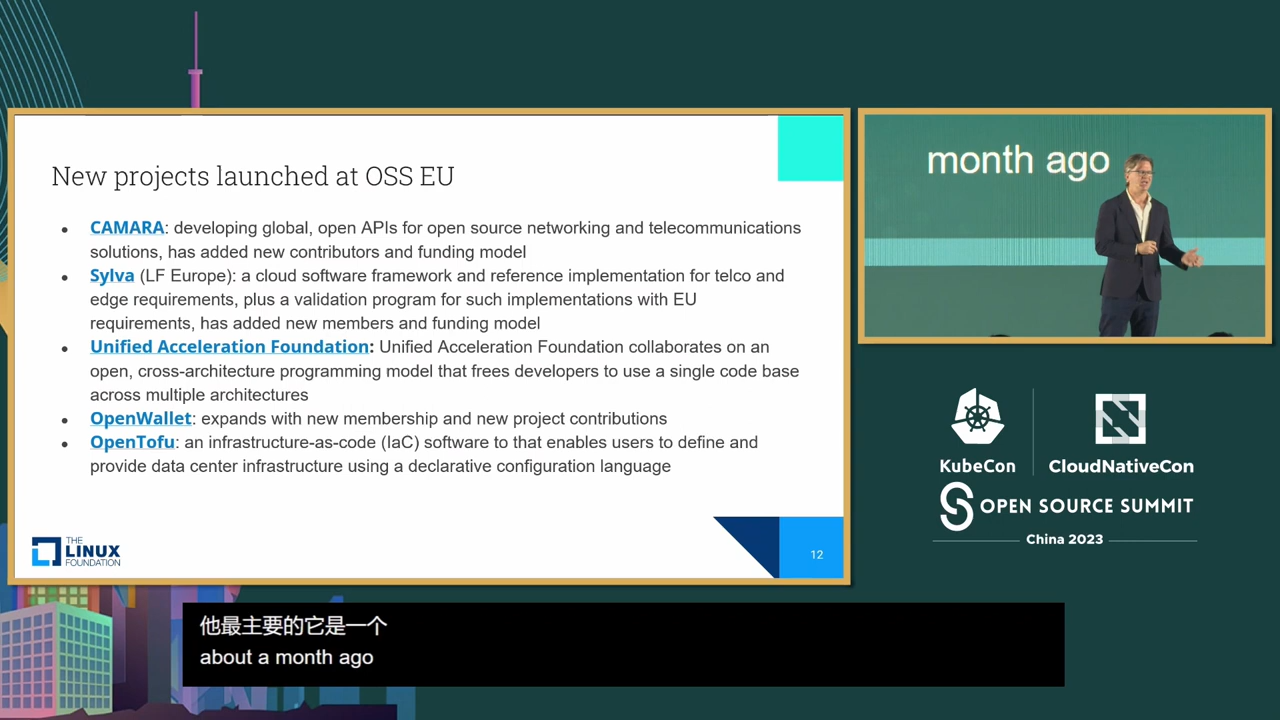 New projects launched at OSS EU
● CAMARA: developing global, open APIs for open source networking and telecommunications
solutions, has added new contributors and funding model
● Sylva (LF Europe): a cloud software framework and reference implementation for telco and
edge requirements, plus a validation program for such implementations with EU
requirements, has added new members and funding model
● Unified Acceleration Foundation: Unified Acceleration Foundation collaborates on an
open, cross-architecture programming model that frees developers to use a single code base
across multiple architectures
● OpenWallet: expands with new membership and new project contributions
● OpenTofu: an infrastructure-as-code (IaC) software to that enables users to define and
provide data center infrastructure using a declarative configuration language
THE
LINUX
FOUNDATION
12
month ago
KubeCon
CloudNativeCon
OPEN SOURCE SUMMIT
China 2023
他最主要的它是一个
about a month ago